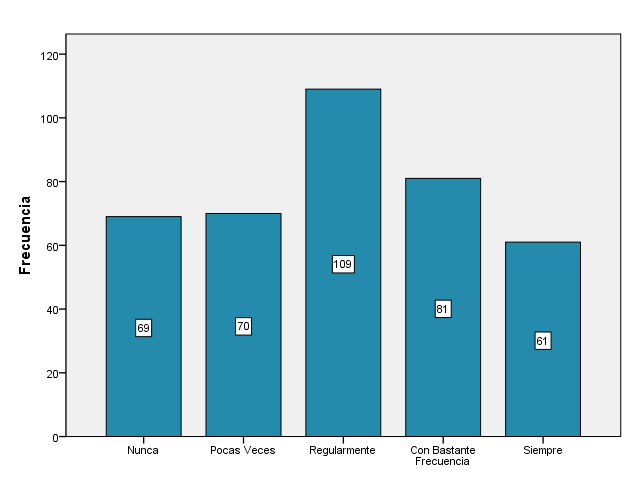 120
100
80
60
40
20
0
Frecuencia
69
70
109
81
61
Nunca
Pocas Veces
Regularmente
Con Bastante
Frecuencia
Siempre